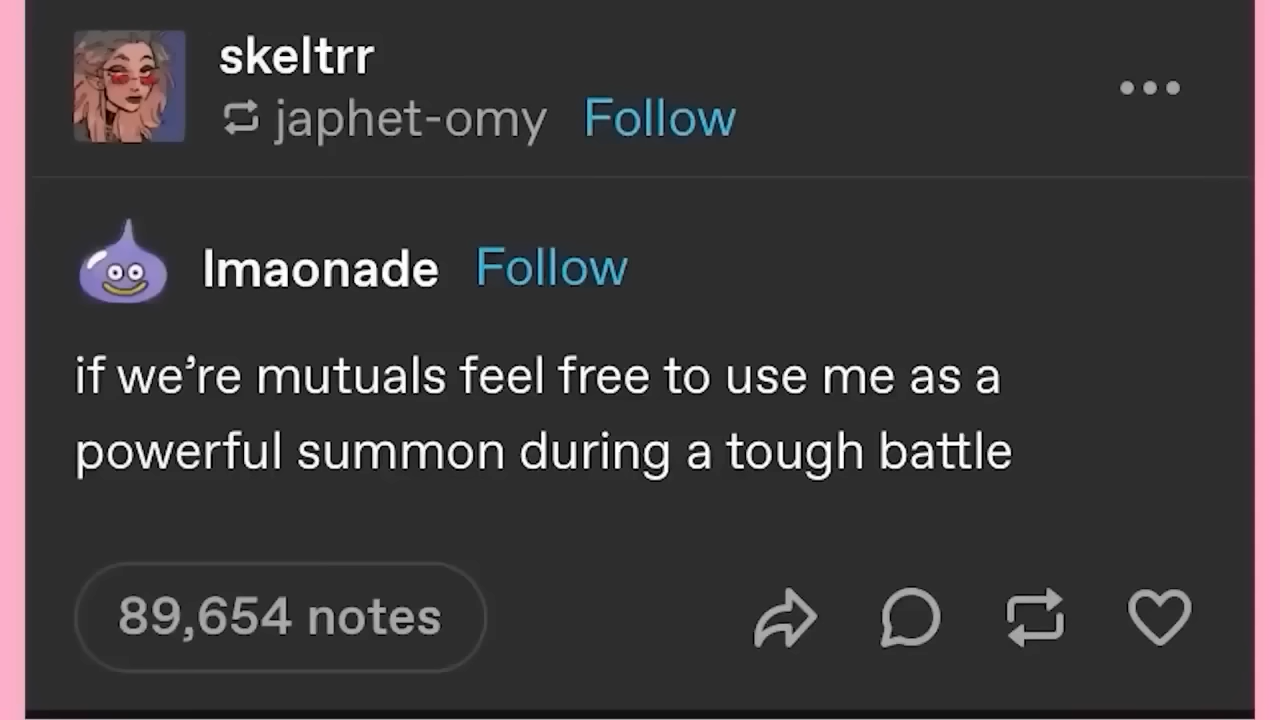 skeltrr
japhet-omy Follow
lmaonade Follow
if we’re mutuals feel free to use me as a
powerful summon during a tough battle
89,654 notes